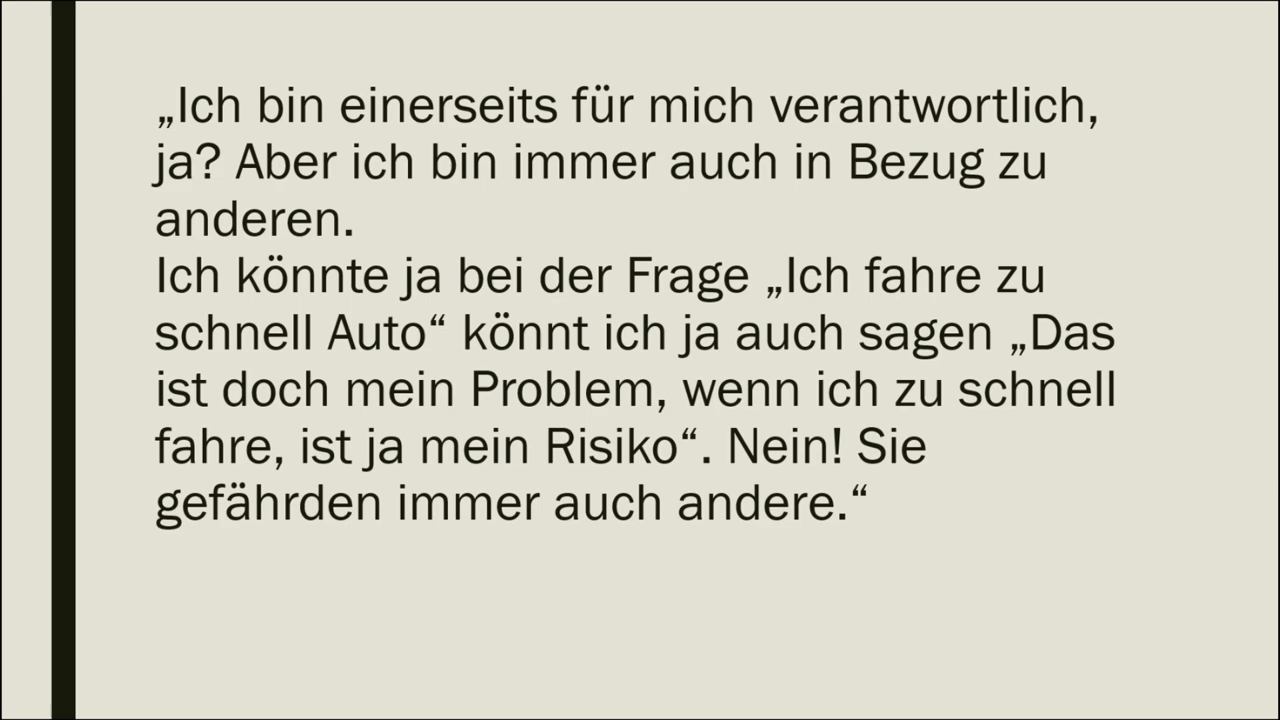 „Ich bin einerseits für mich verantwortlich,
ja? Aber ich bin immer auch in Bezug zu
anderen.
Ich könnte ja bei der Frage „Ich fahre zu
schnell Auto“ könnt ich ja auch sagen „Das
ist doch mein Problem, wenn ich zu schnell
fahre, ist ja mein Risiko“. Nein! Sie
gefährden immer auch andere.“